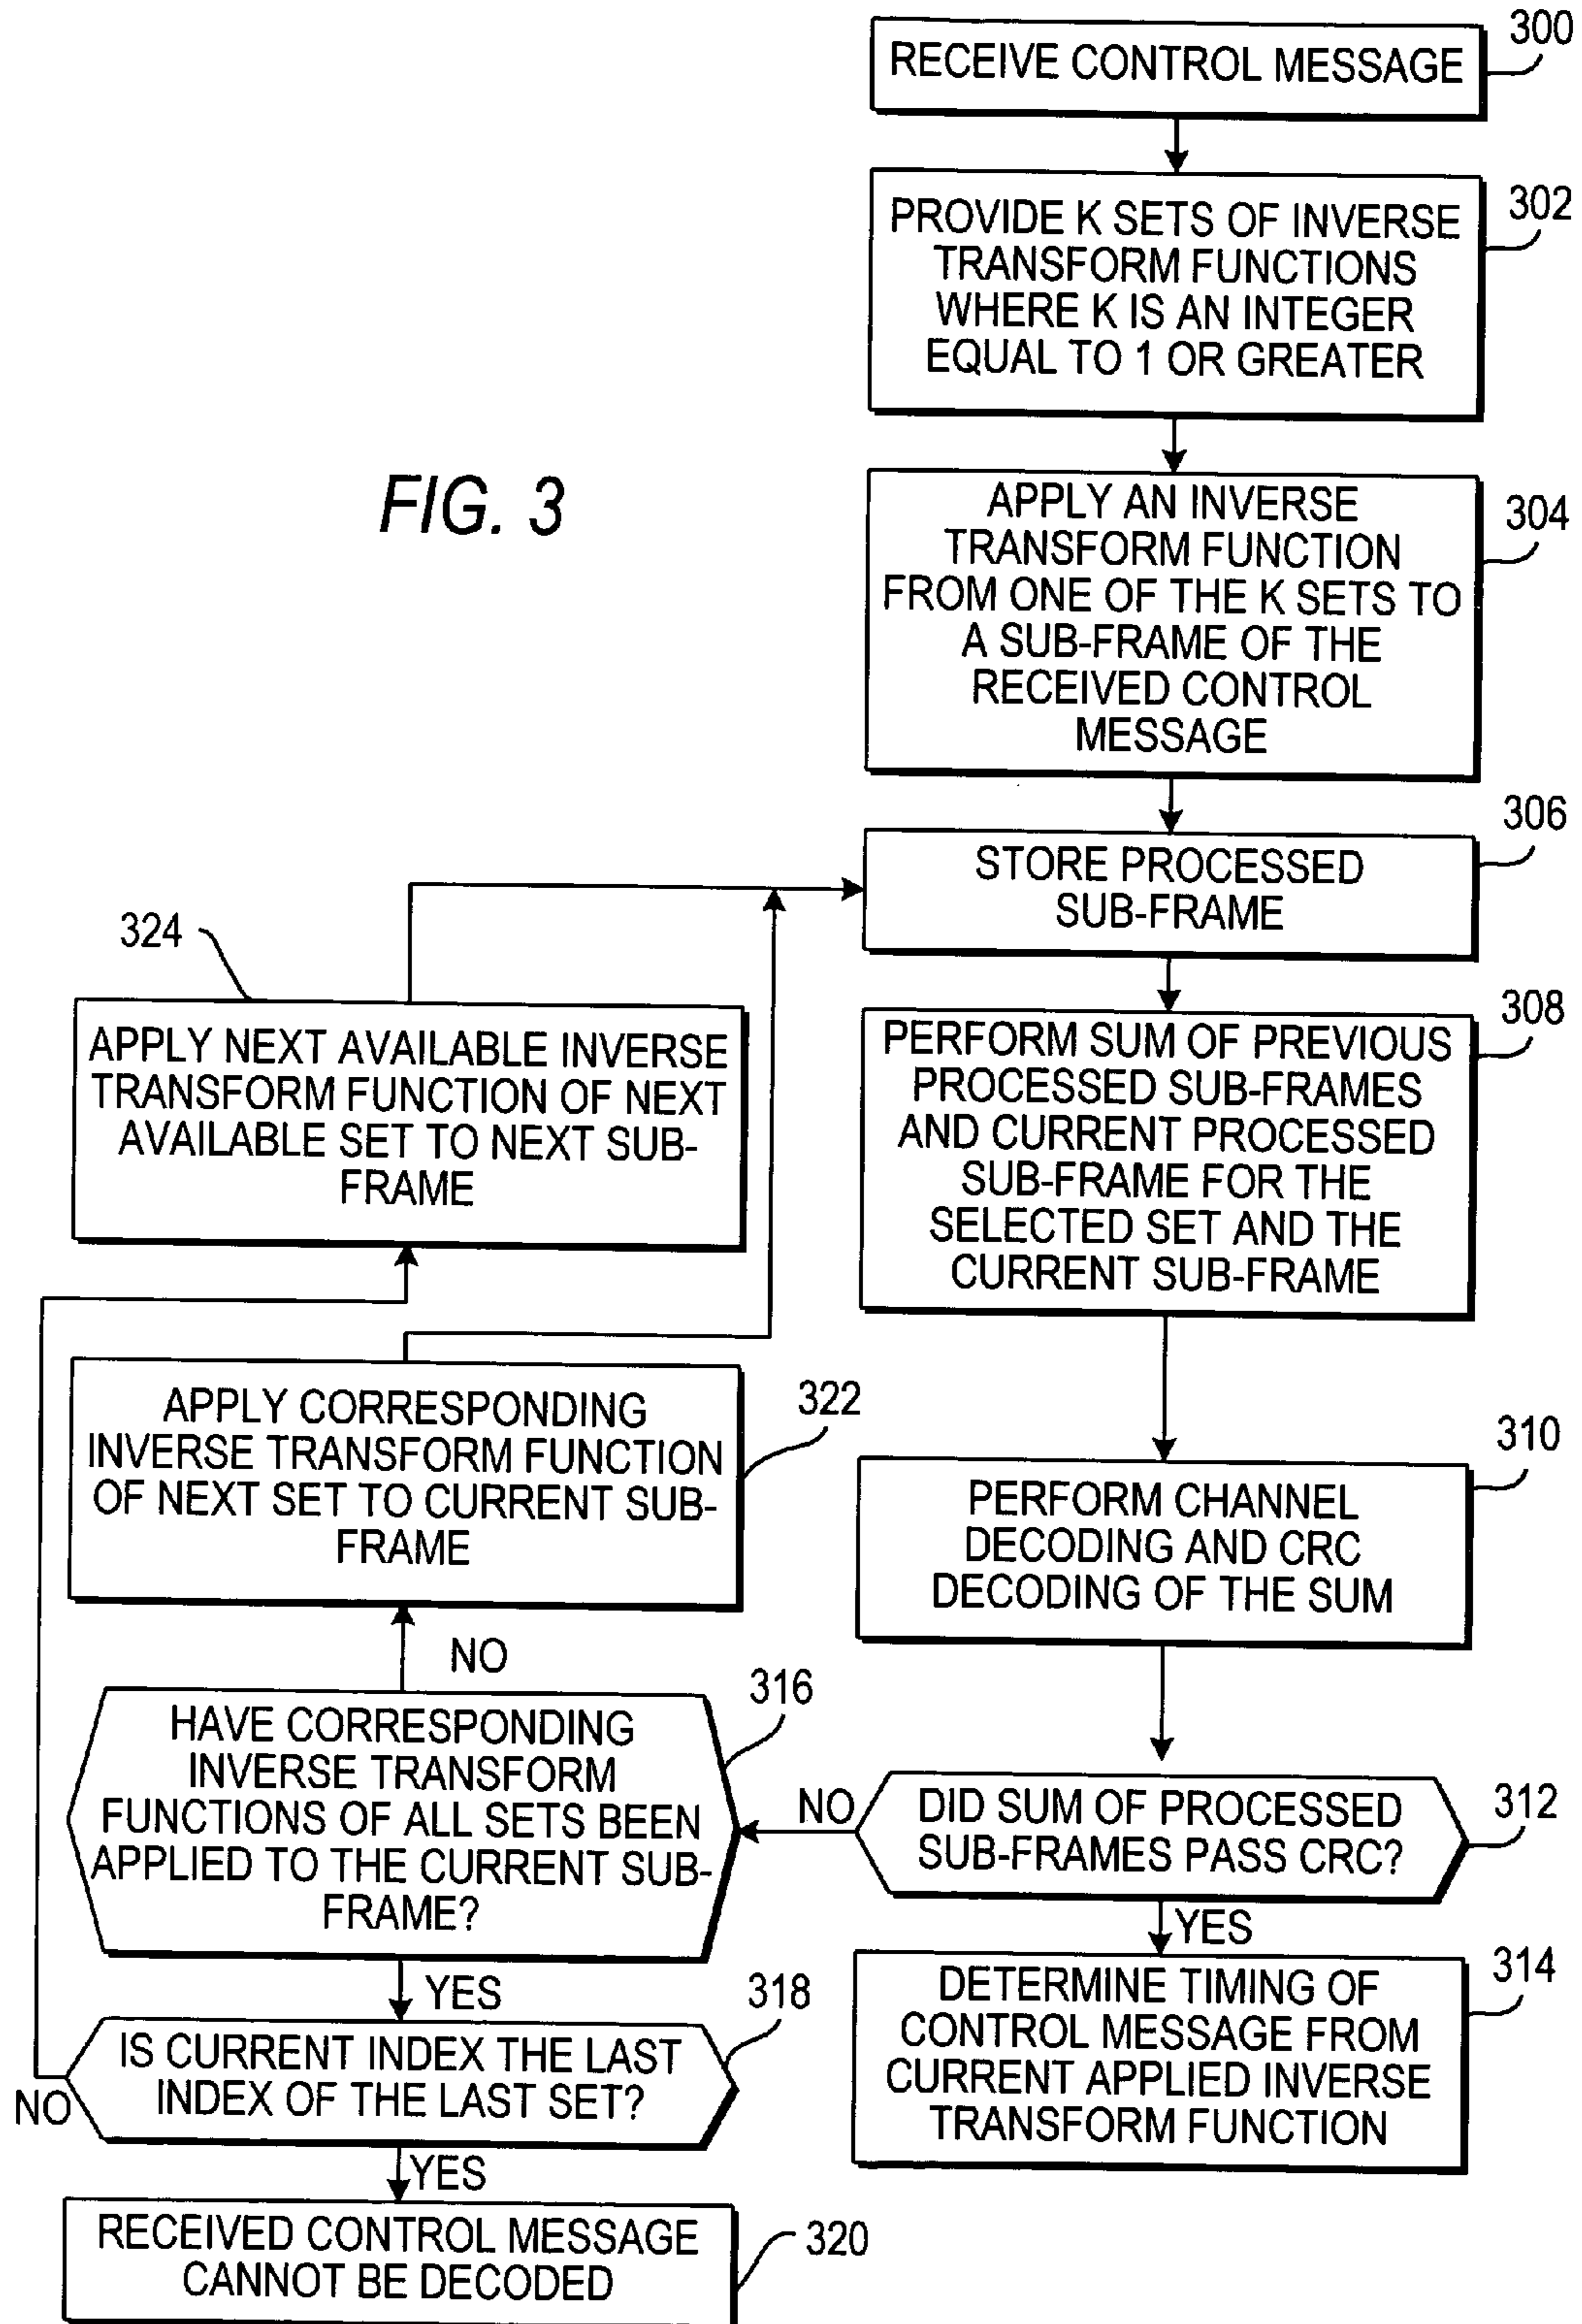 RECEIVE CONTROL MESSAGE
300
PROVIDE K SETS OF INVERSE
TRANSFORM FUNCTIONS
WHERE K IS AN INTEGER
EQUAL TO 1 OR GREATER
302
FIG. 3
APPLY AN INVERSE
TRANSFORM FUNCTION
FROM ONE OF THE K SETS TO
A SUB-FRAME OF THE
RECEIVED CONTROL
MESSAGE
304
STORE PROCESSED
SUB-FRAME
306
PERFORM SUM OF PREVIOUS
PROCESSED SUB-FRAMES
AND CURRENT PROCESSED
SUB-FRAME FOR THE
SELECTED SET AND THE
CURRENT SUB-FRAME
308
PERFORM CHANNEL
DECODING AND CRC
DECODING OF THE SUM
310
DID SUM OF PROCESSED
SUB-FRAMES PASS CRC?
312
NO
YES
DETERMINE TIMING OF
CONTROL MESSAGE FROM
CURRENT APPLIED INVERSE
TRANSFORM FUNCTION
314
324
APPLY NEXT AVAILABLE INVERSE
TRANSFORM FUNCTION OF NEXT
AVAILABLE SET TO NEXT SUB-
FRAME
APPLY CORRESPONDING
INVERSE TRANSFORM FUNCTION
OF NEXT SET TO CURRENT SUB-
FRAME
322
NO
HAVE CORRESPONDING
INVERSE TRANSFORM
FUNCTIONS OF ALL SETS BEEN
APPLIED TO THE CURRENT SUB-
FRAME?
316
YES
IS CURRENT INDEX THE LAST
INDEX OF THE LAST SET?
318
NO
YES
RECEIVED CONTROL MESSAGE
CANNOT BE DECODED
320